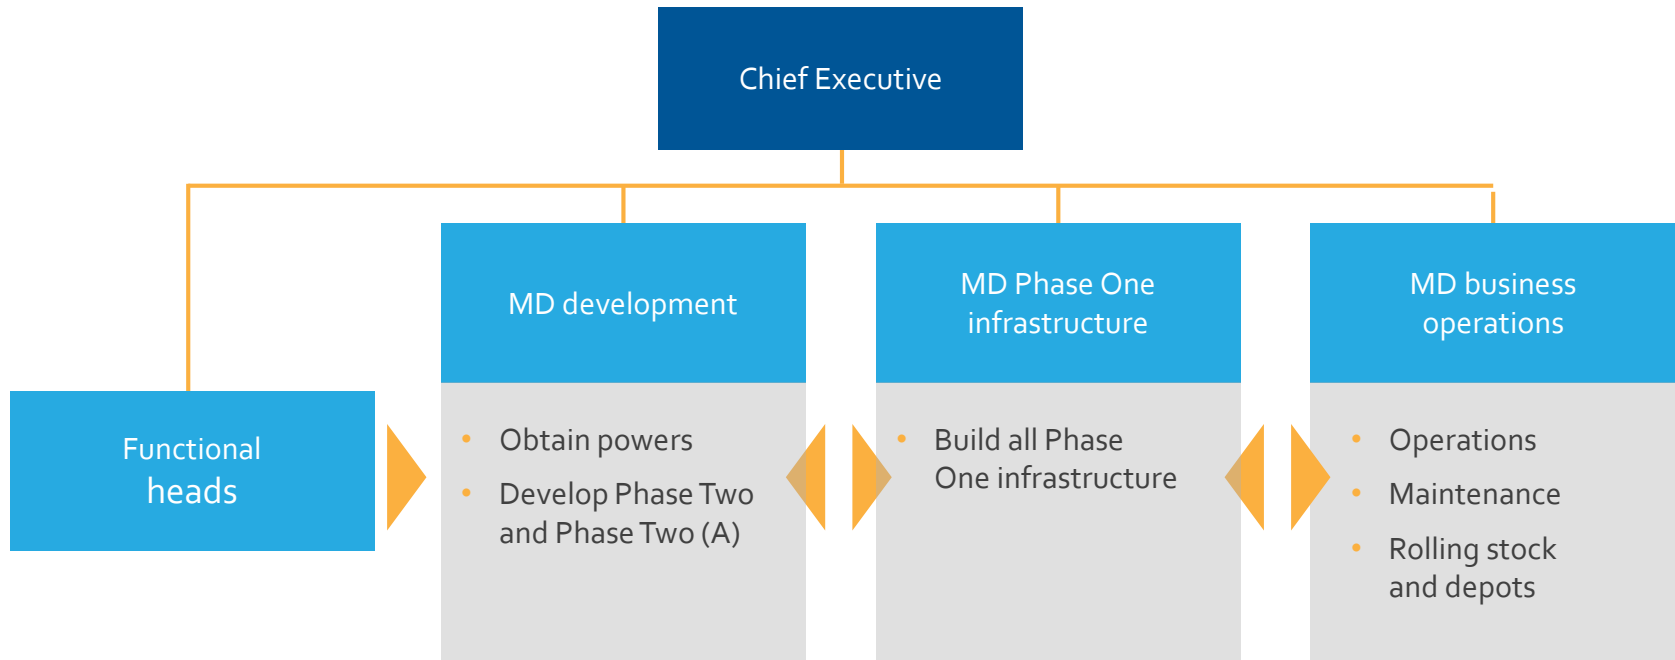 Chief Executive
MD development
MD Phase One
infrastructure
MD business
operations
Functional
heads
• Obtain powers
• Develop Phase Two
and Phase Two (A)
• Build all Phase
One infrastructure
• Operations
• Maintenance
• Rolling stock
and depots